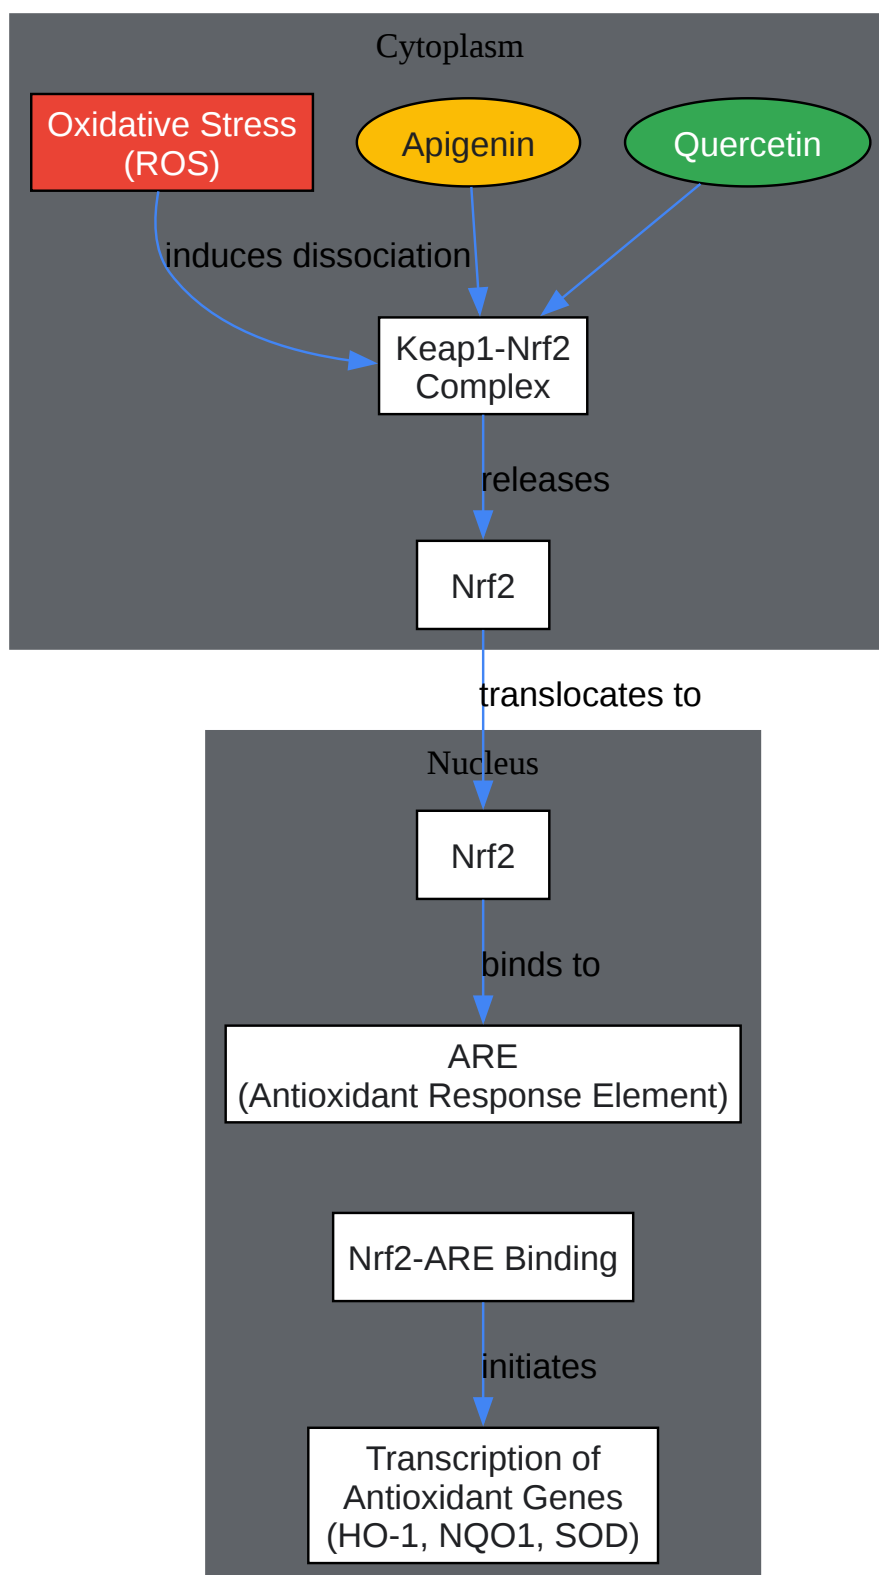 Cytoplasm
Oxidative Stress
(ROS)
Apigenin
Quercetin
induces dissociation
Keap1-Nrf2
Complex
releases
Nrf2
translocates to
Nucleus
Nrf2
binds to
ARE
(Antioxidant Response Element)
Nrf2-ARE Binding
initiates
Transcription of
Antioxidant Genes
(HO-1, NQO1, SOD)